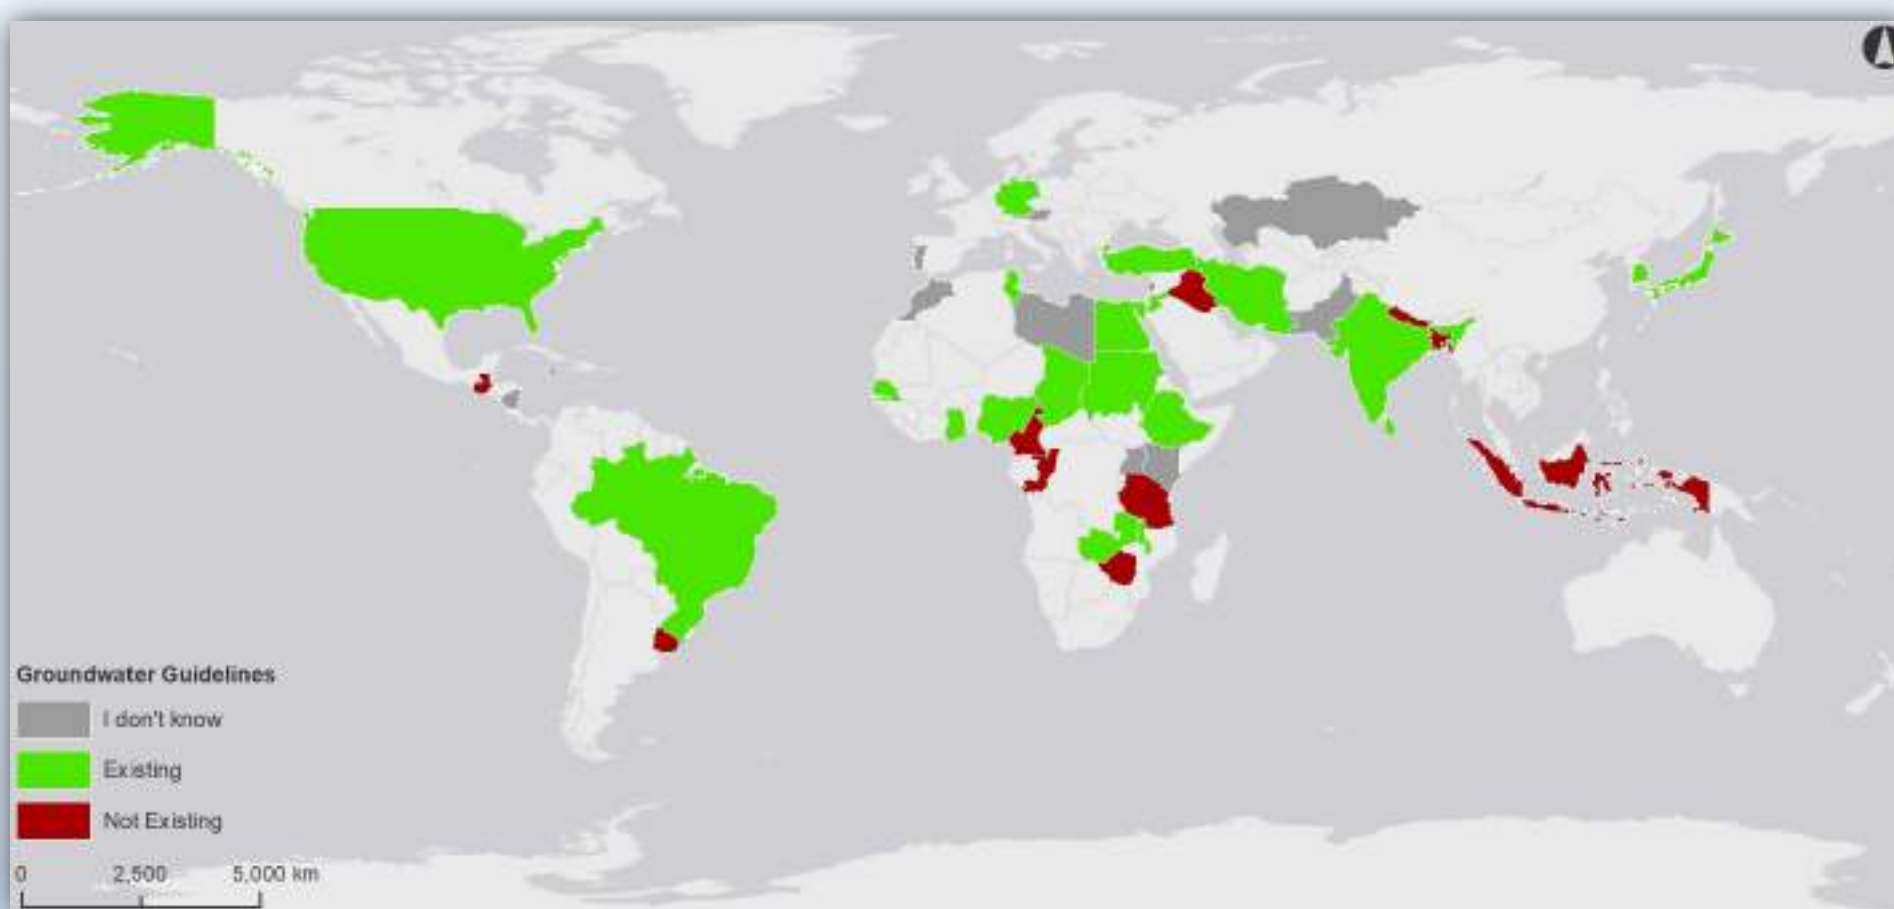 Groundwater Guidelines
I don't know
Existing
Not Existing
0 2,500 5,000 km